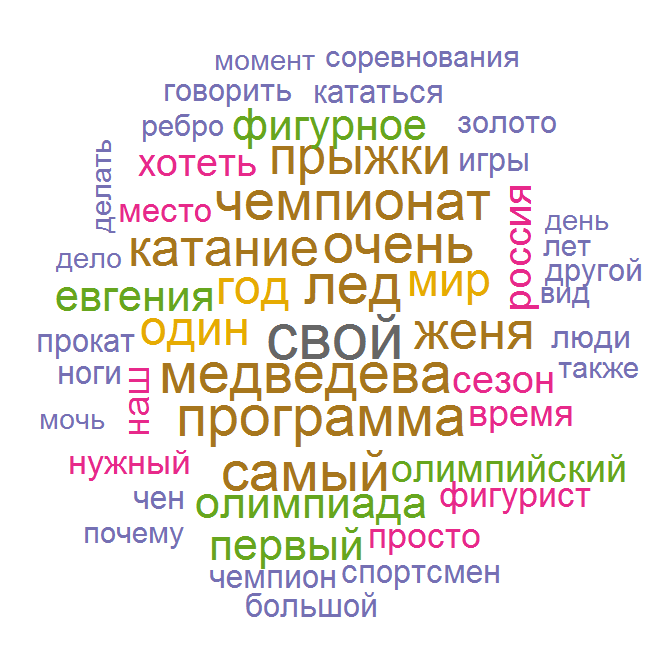 момент соревнования
говорить кататься
ребро фигурное золото
делать хотеть прыжки игры
место чемпионат россия день
дело катание очень лет
другой
евгения год лед мир вид
прокат один свой женя люди
ноги наш медведева сезон также
мочь программа время
нужный самый олимпийский
чен олимпиада фигурист
почему первый просто
чемпион спортсмен
большой